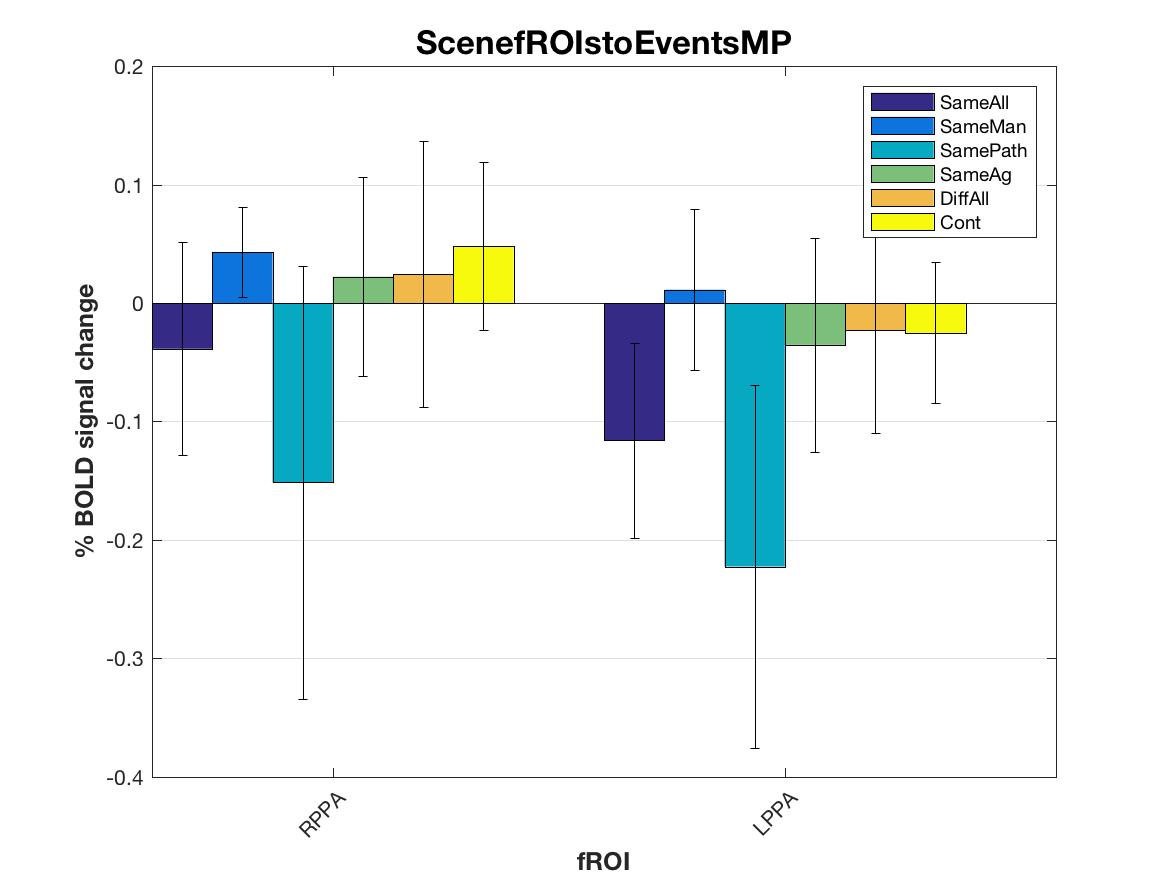 ScenefROIstoEventsMP
% BOLD signal change
0.2
0.1
0
-0.1
-0.2
-0.3
-0.4
SameAll
SameMan
SamePath
SameAg
DiffAll
Cont
RPPA
LPPA
fROI